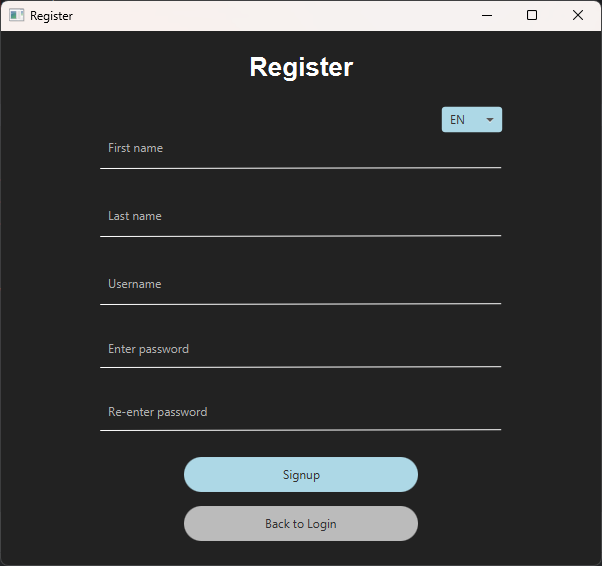 Register
Register
EN
First name
Last name
Username
Enter password
Re-enter password
Signup
Back to Login